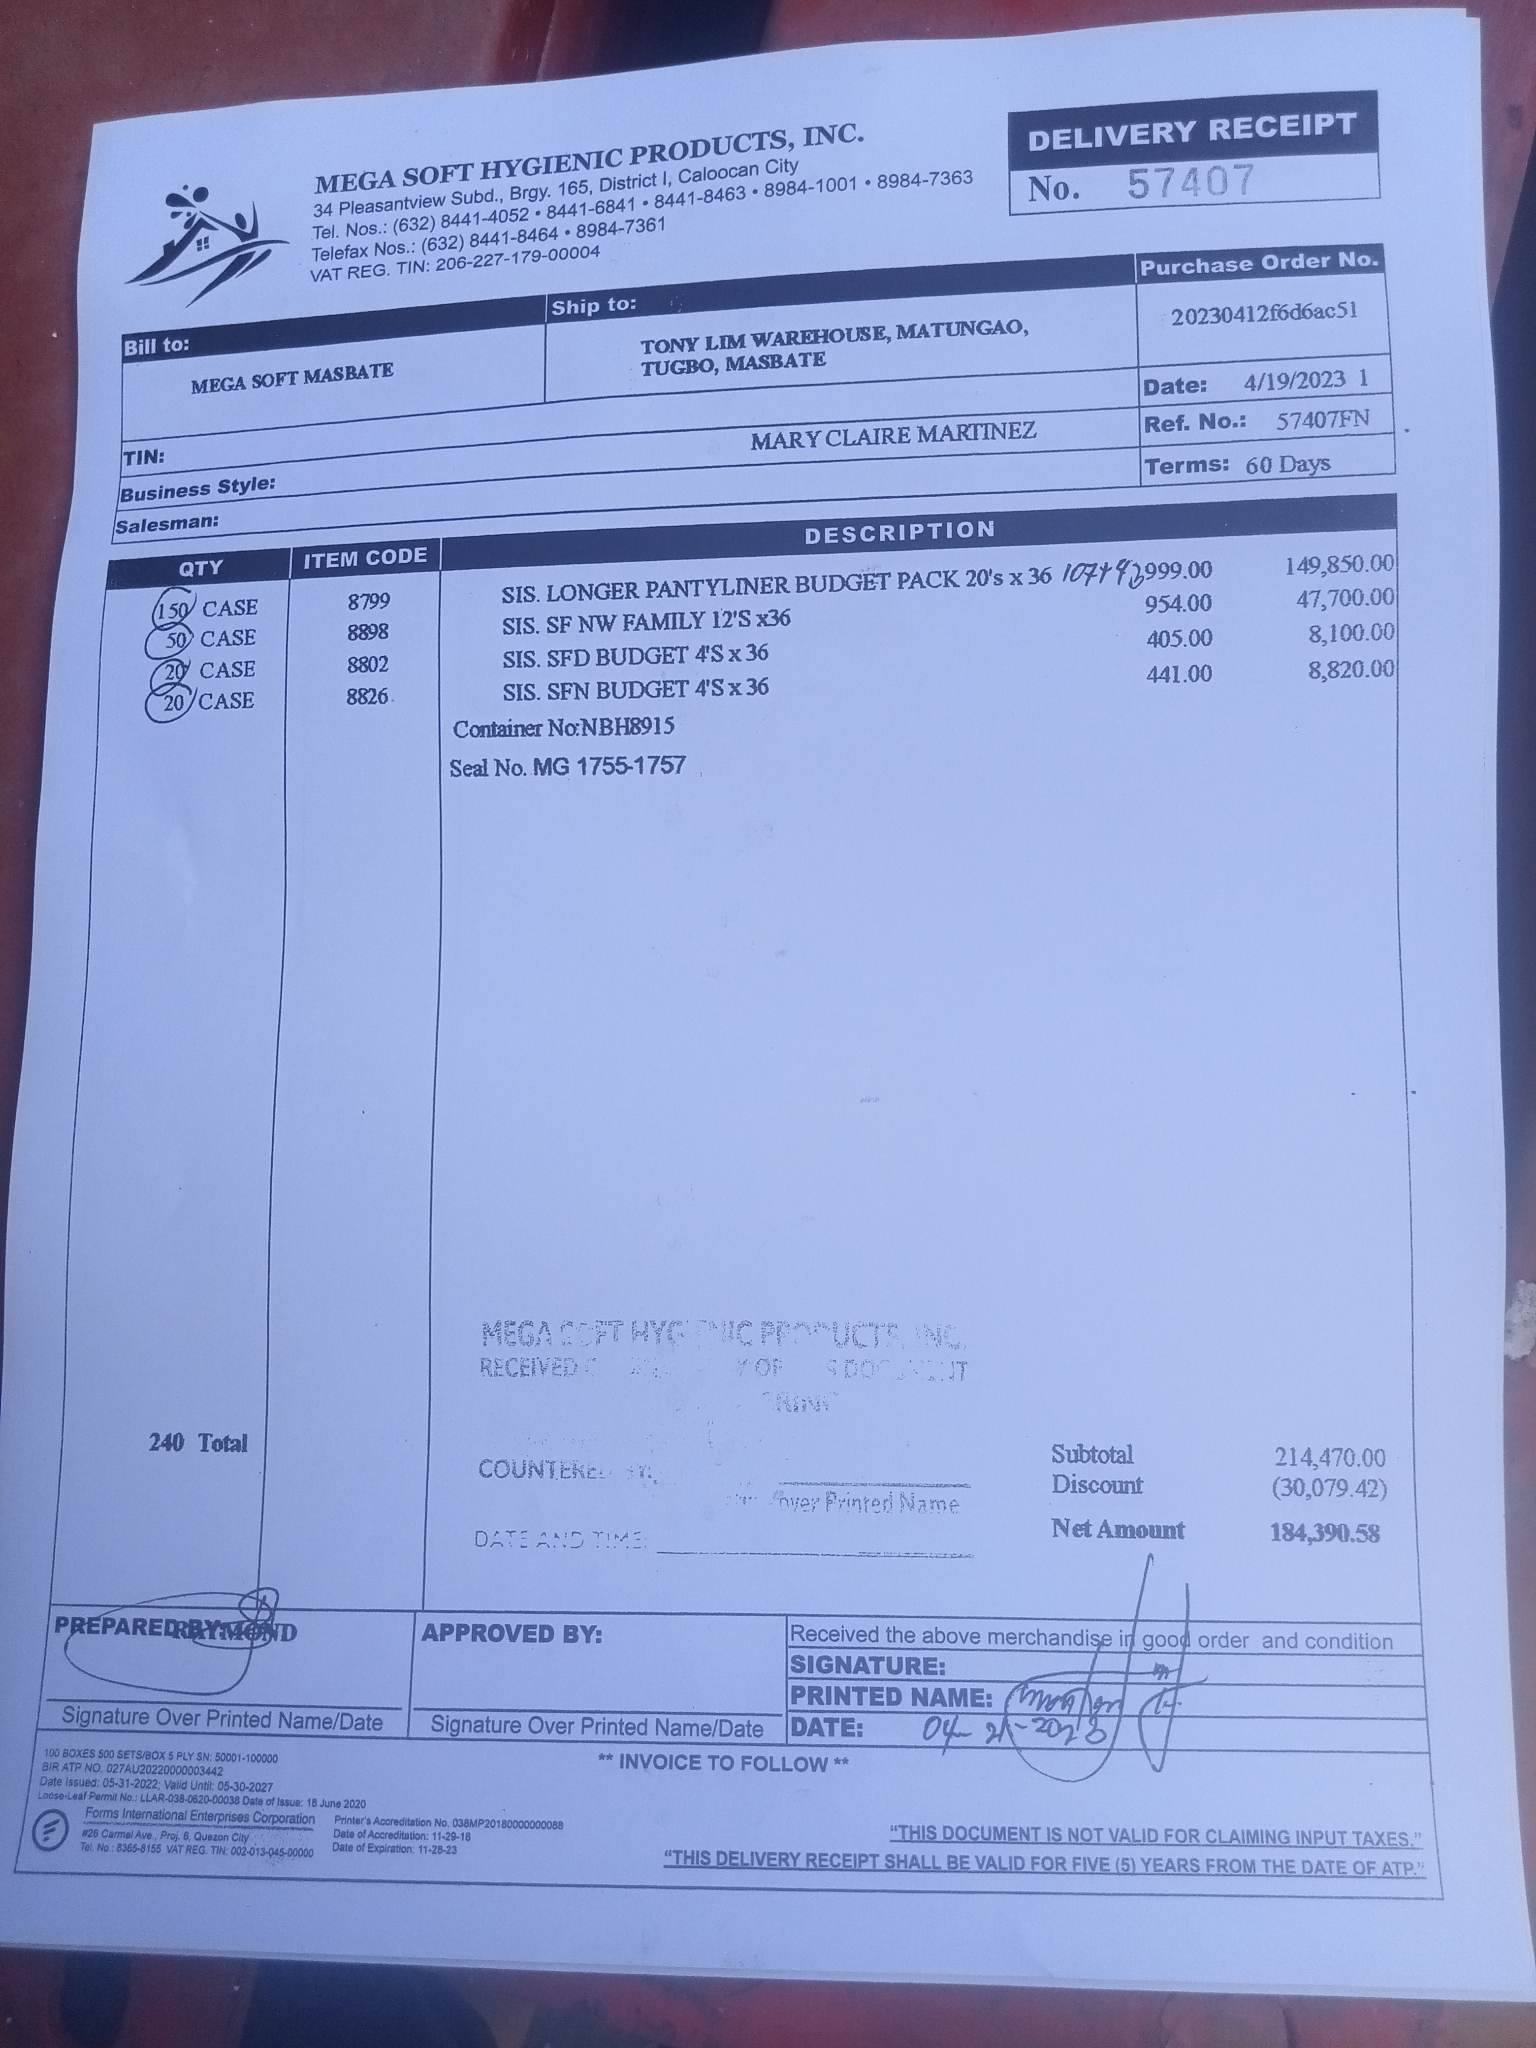 MEGA SOFT HYGIENIC PRODUCTS, INC.
34 Pleasantview Subd., Brgy. 165, District I, Caloocan City
Tel. Nos.: (632) 8441-4052 • 8441-6841 • 8441-8463 • 8984-1001 • 8984-7363
Telefax Nos.: (632) 8441-8464 • 8984-7361
VAT REG. TIN: 206-227-179-00004
DELIVERY RECEIPT
No. 57407
Bill to:
MEGA SOFT MASBATE
Ship to:
TONY LIM WAREHOUSE, MATUNGAO,
TUGBO, MASBATE
Purchase Order No.
20230412f6d6ac51
Date: 4/19/2023 1
Ref. No.: 57407FN
Terms: 60 Days
TIN:
MARY CLAIRE MARTINEZ
Business Style:
Salesman:
QTY ITEM CODE DESCRIPTION
150 CASE 8799 SIS. LONGER PANTYLINER BUDGET PACK 20's x 36 107+43 999.00 149,850.00
50 CASE 8898 SIS. SF NW FAMILY 12'S x36 954.00 47,700.00
20 CASE 8802 SIS. SFD BUDGET 4'S x 36 405.00 8,100.00
20 CASE 8826 SIS. SFN BUDGET 4'S x 36 441.00 8,820.00
Container No:NBH8915
Seal No. MG 1755-1757
MEGA SOFT HYGIENIC PRODUCTS, INC.
RECEIVED OF DOCUMENT
240 Total
COUNTERED BY:
over Printed Name
DATE AND TIME:
Subtotal 214,470.00
Discount (30,079.42)
Net Amount 184,390.58
PREPARED BY: RAYMOND
Signature Over Printed Name/Date
APPROVED BY:
Signature Over Printed Name/Date
Received the above merchandise in good order and condition
SIGNATURE:
PRINTED NAME:
DATE: 04-21-2023
** INVOICE TO FOLLOW **
100 BOXES 500 SETS/BOX 5 PLY SN: 50001-100000
BIR ATP NO. 027AU20220000003442
Date Issued: 05-31-2022; Valid Until: 05-30-2027
Loose-Leaf Permit No.: LLAR-038-0620-00038 Date of Issue: 18 June 2020
Forms International Enterprises Corporation
#26 Carmel Ave., Proj. 6, Quezon City
Tel. No.: 8365-8155 VAT REG. TIN: 002-013-045-00000
Printer's Accreditation No. 038MP20180000000088
Date of Accreditation: 11-29-18
Date of Expiration: 11-28-23
"THIS DOCUMENT IS NOT VALID FOR CLAIMING INPUT TAXES."
"THIS DELIVERY RECEIPT SHALL BE VALID FOR FIVE (5) YEARS FROM THE DATE OF ATP."